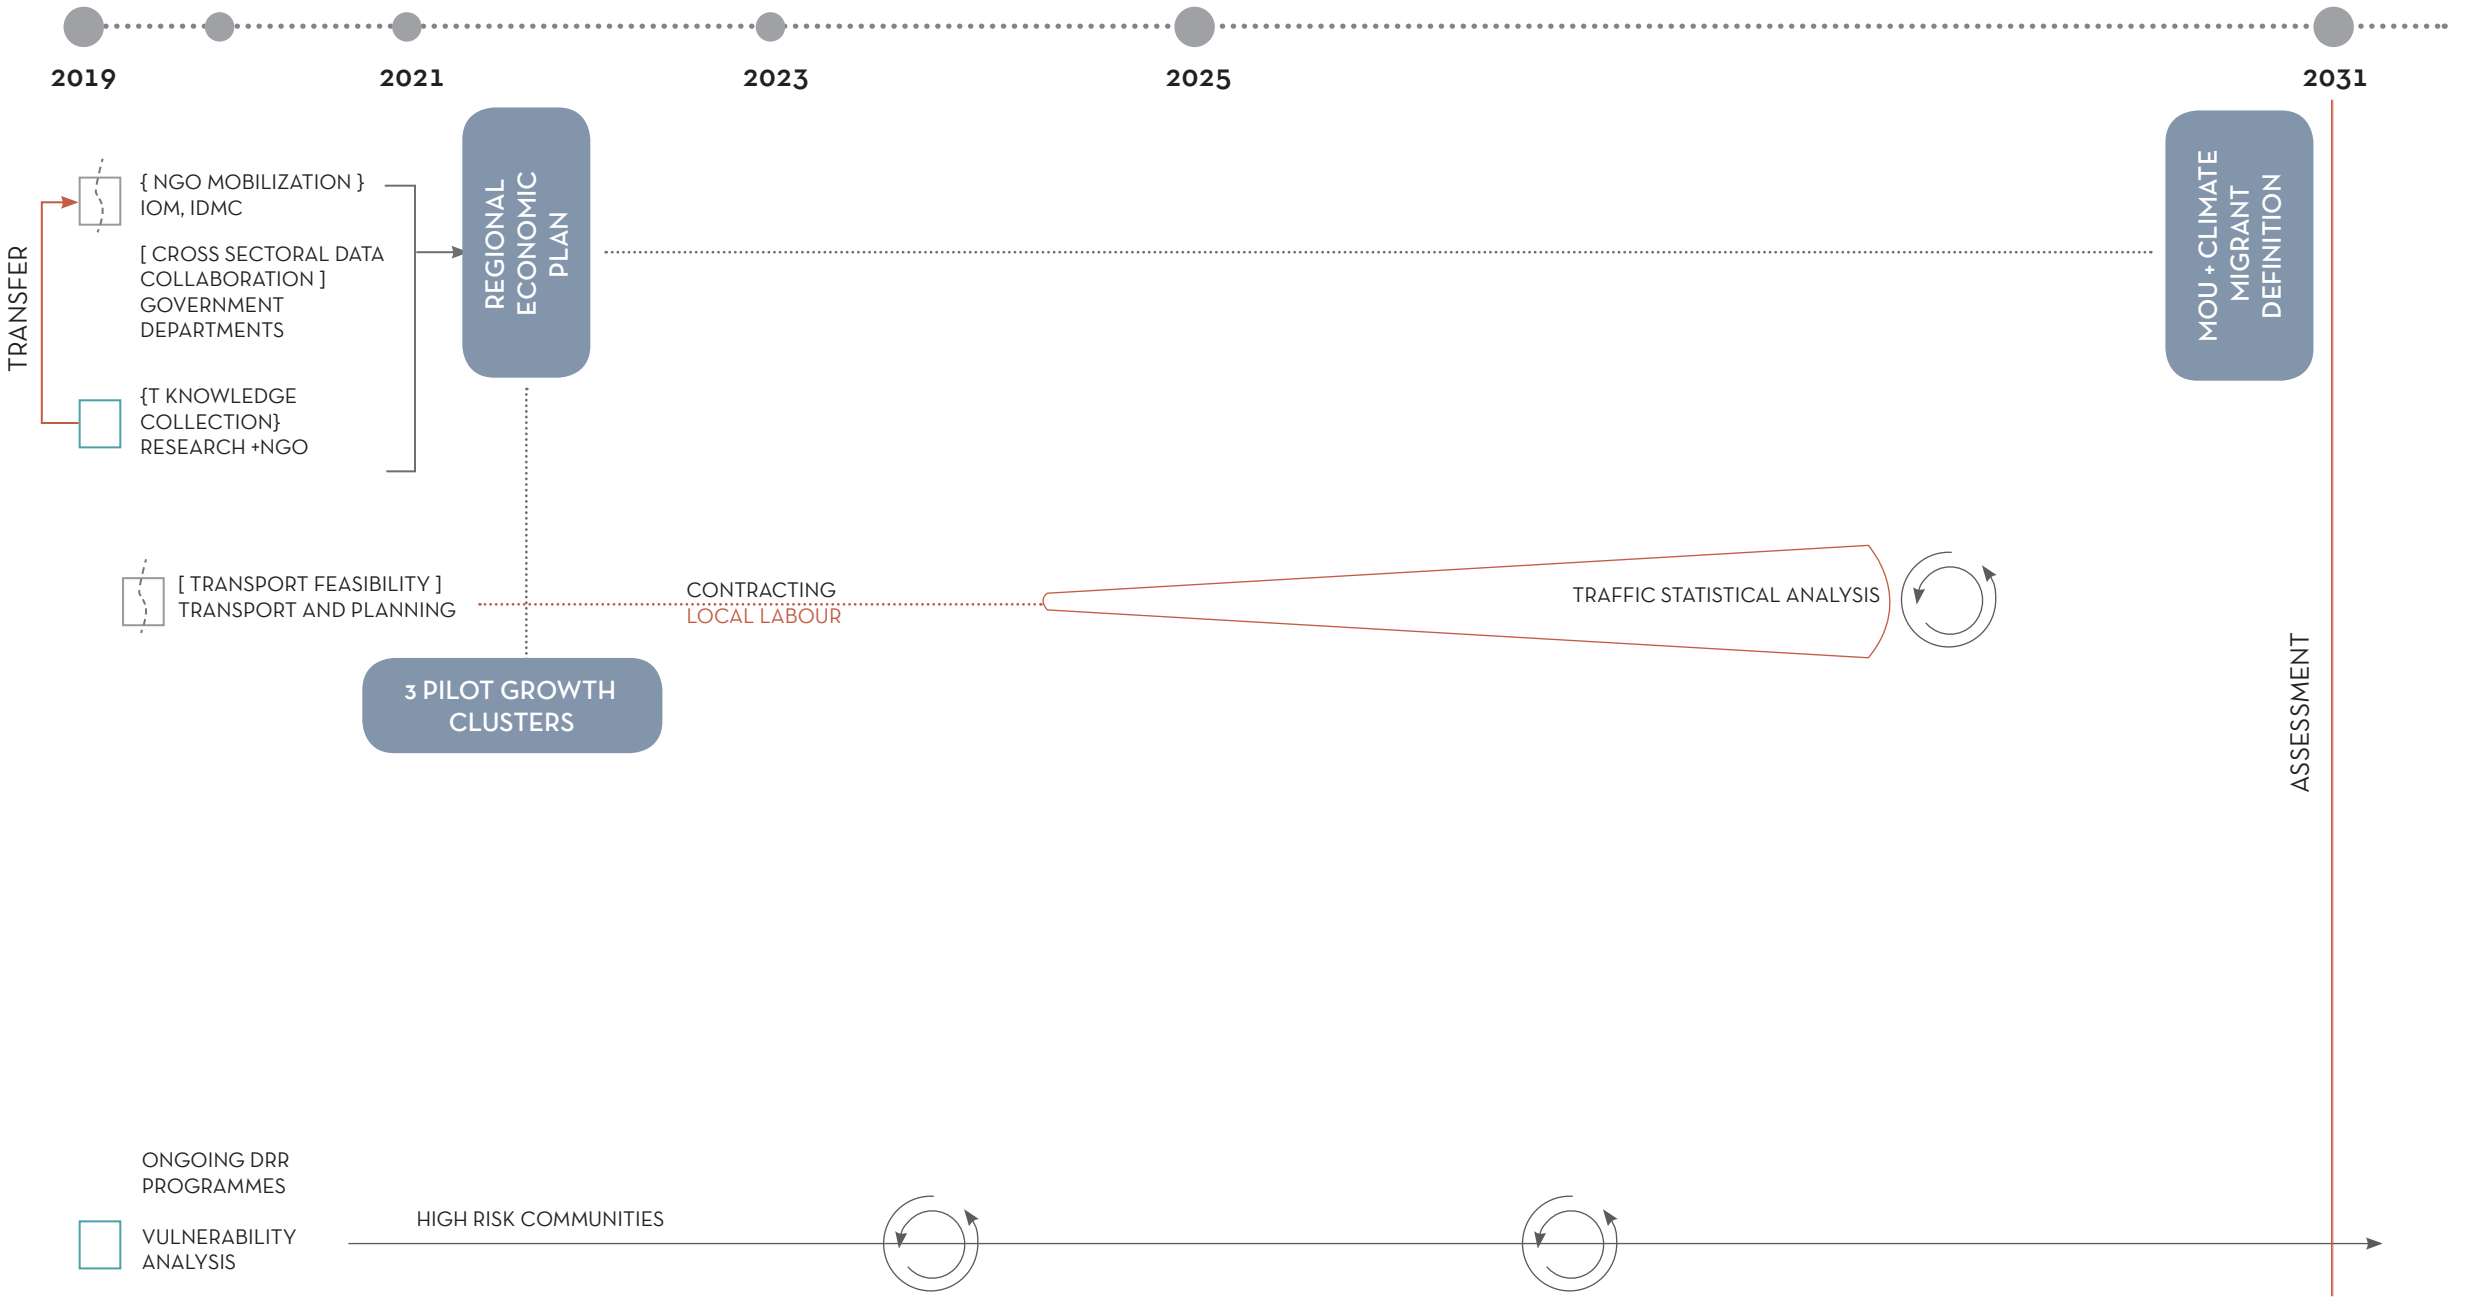 2019
2021
2023
2025
2031
TRANSFER
{ NGO MOBILIZATION }
IOM, IDMC
[ CROSS SECTORAL DATA
COLLABORATION ]
GOVERNMENT
DEPARTMENTS
{T KNOWLEDGE
COLLECTION}
RESEARCH +NGO
REGIONAL
ECONOMIC
PLAN
MOU + CLIMATE
MIGRANT
DEFINITION
[ TRANSPORT FEASIBILITY ]
TRANSPORT AND PLANNING
CONTRACTING
LOCAL LABOUR
TRAFFIC STATISTICAL ANALYSIS
3 PILOT GROWTH
CLUSTERS
ASSESSMENT
ONGOING DRR
PROGRAMMES
VULNERABILITY
ANALYSIS
HIGH RISK COMMUNITIES